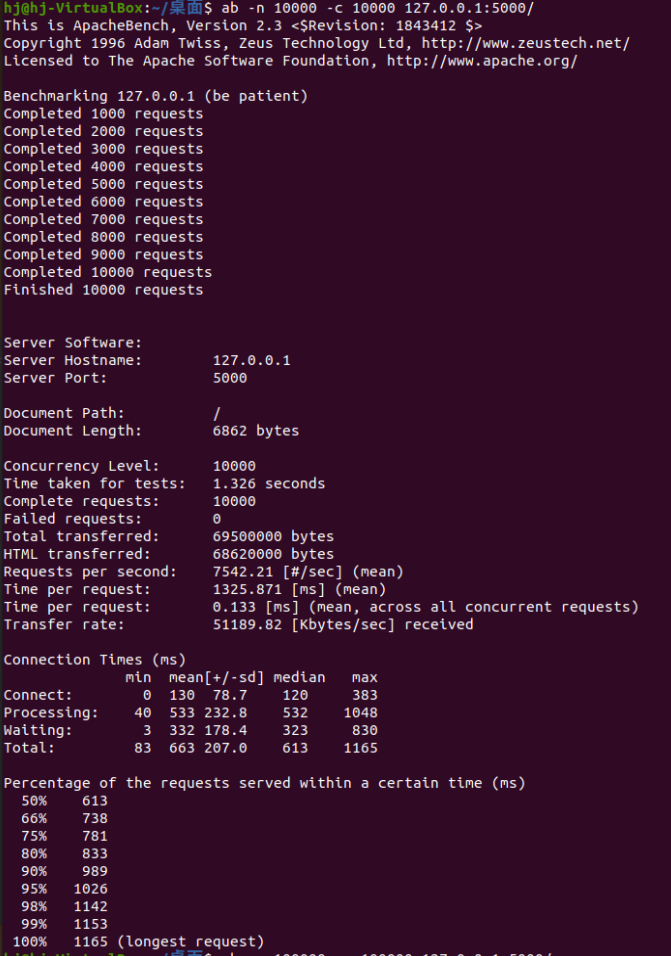 hj@hj-VirtualBox:~/桌面$ ab -n 10000 -c 10000 127.0.0.1:5000/
This is ApacheBench, Version 2.3 <$Revision: 1843412 $>
Copyright 1996 Adam Twiss, Zeus Technology Ltd, http://www.zeustech.net/
Licensed to The Apache Software Foundation, http://www.apache.org/

Benchmarking 127.0.0.1 (be patient)
Completed 1000 requests
Completed 2000 requests
Completed 3000 requests
Completed 4000 requests
Completed 5000 requests
Completed 6000 requests
Completed 7000 requests
Completed 8000 requests
Completed 9000 requests
Completed 10000 requests
Finished 10000 requests


Server Software:
Server Hostname:        127.0.0.1
Server Port:            5000

Document Path:          /
Document Length:        6862 bytes

Concurrency Level:      10000
Time taken for tests:   1.326 seconds
Complete requests:      10000
Failed requests:        0
Total transferred:      69500000 bytes
HTML transferred:       68620000 bytes
Requests per second:    7542.21 [#/sec] (mean)
Time per request:       1325.871 [ms] (mean)
Time per request:       0.133 [ms] (mean, across all concurrent requests)
Transfer rate:          51189.82 [Kbytes/sec] received

Connection Times (ms)
              min  mean[+/-sd] median   max
Connect:        0  130  78.7    120     383
Processing:    40  533 232.8    532    1048
Waiting:        3  332 178.4    323     830
Total:         83  663 207.0    613    1165

Percentage of the requests served within a certain time (ms)
  50%    613
  66%    738
  75%    781
  80%    833
  90%    989
  95%   1026
  98%   1142
  99%   1153
 100%   1165 (longest request)